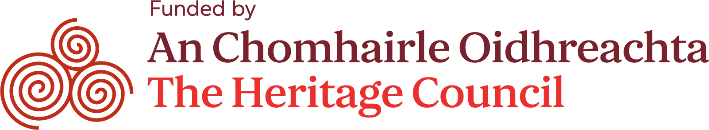 Funded by
An Chomhairle Oidhreachta
The Heritage Council